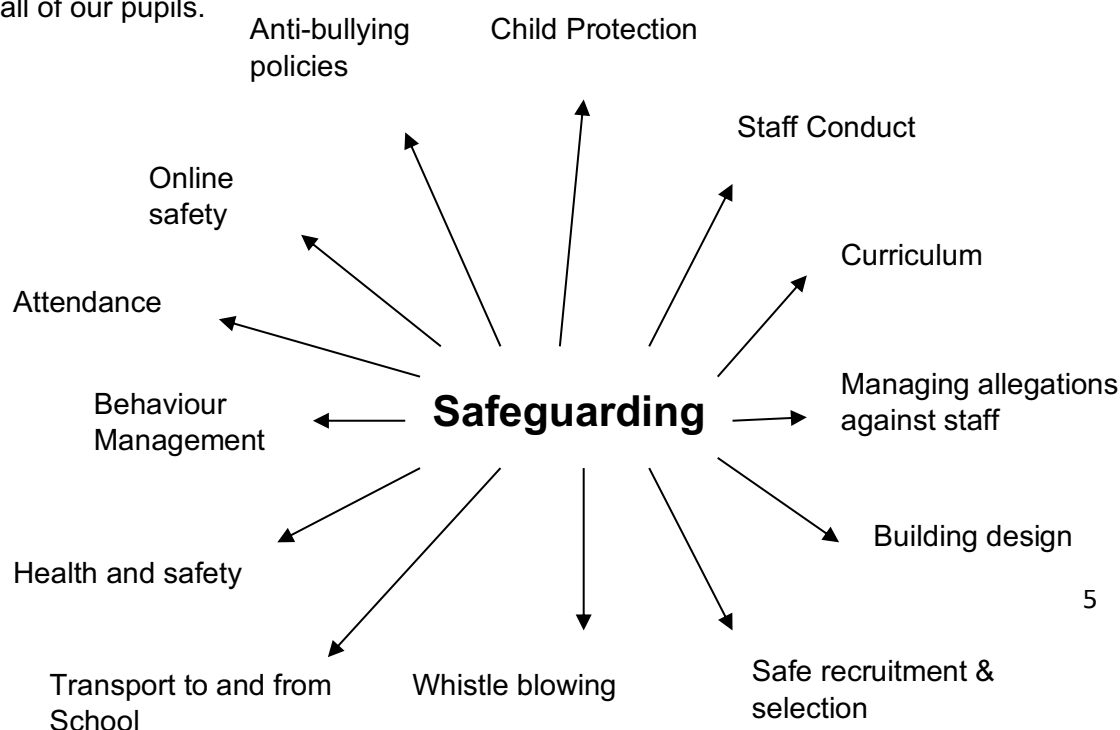 all of our pupils.
Anti-bullying
policies
Child Protection
Staff Conduct
Online
safety
Curriculum
Attendance
Managing allegations
against staff
Behaviour
Management
Safeguarding
Building design
Health and safety
5
Safe recruitment &
selection
Transport to and from
School
Whistle blowing